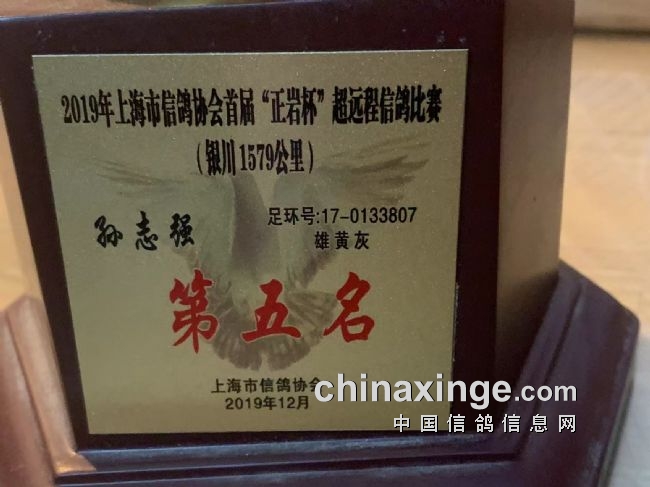 2019年上海市信鸽协会首届“正岩杯”超远程信鸽比赛
（银川1579公里）
足环号:17-0133807
孙志强
雄黄灰
第五名
上海市信鸽协会
2019年12月
chinaxinge.com
中国信鸽信息网